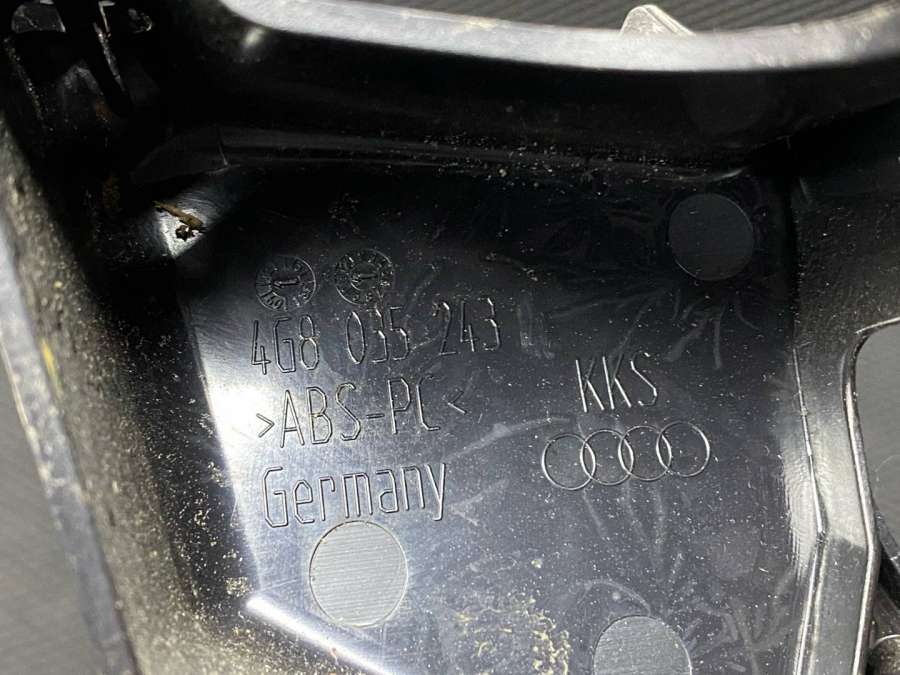 4G8 035 243
>ABS-PC<
Germany
KKS